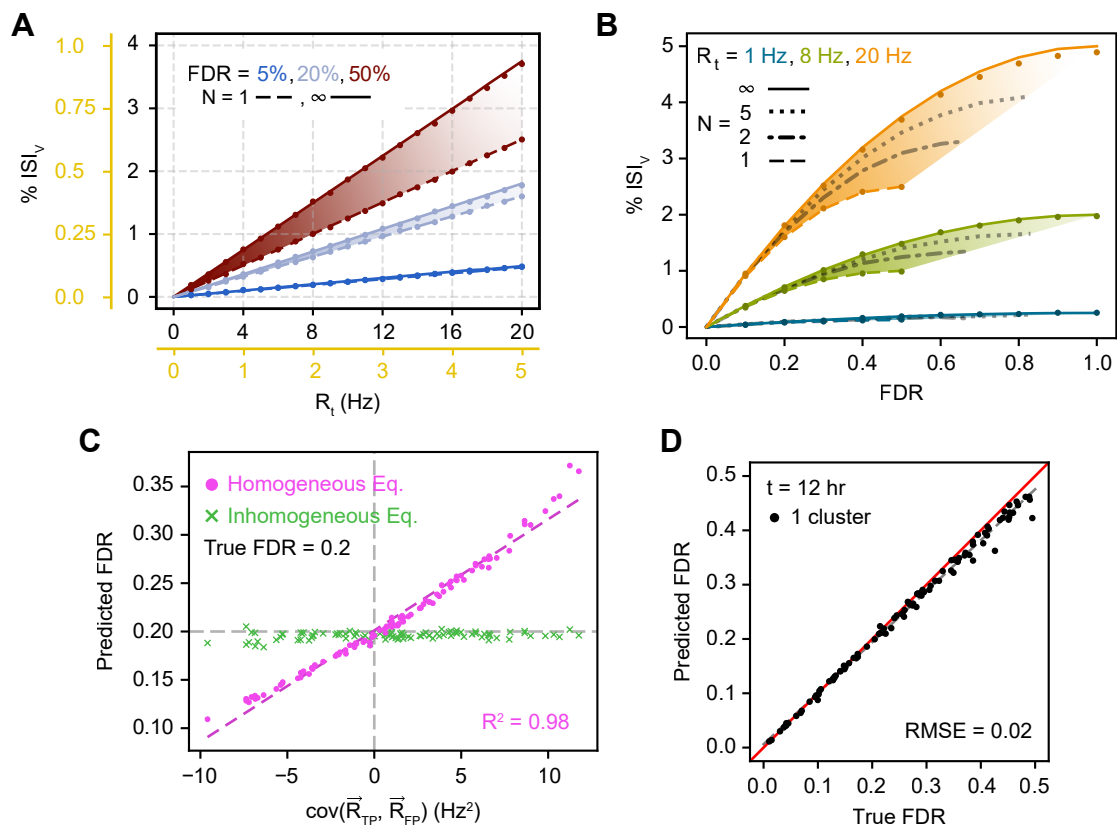 A
1.0
0.75
0.5
0.25
0.0
% ISIV
4
3
2
1
0
FDR = 5%, 20%, 50%
N = 1 , ∞
0 4 8 12 16 20
0 1 2 3 4 5
Rt (Hz)
B
% ISIV
5
4
3
2
1
0
Rt = 1 Hz, 8 Hz, 20 Hz
N =
∞
5
2
1
0.0 0.2 0.4 0.6 0.8 1.0
FDR
C
Predicted FDR
0.35
0.30
0.25
0.20
0.15
0.10
Homogeneous Eq.
Inhomogeneous Eq.
True FDR = 0.2
R² = 0.98
−10 −5 0 5 10
cov(R⃗TP, R⃗FP) (Hz²)
D
Predicted FDR
0.5
0.4
0.3
0.2
0.1
0.0
t = 12 hr
1 cluster
RMSE = 0.02
0.0 0.1 0.2 0.3 0.4 0.5
True FDR